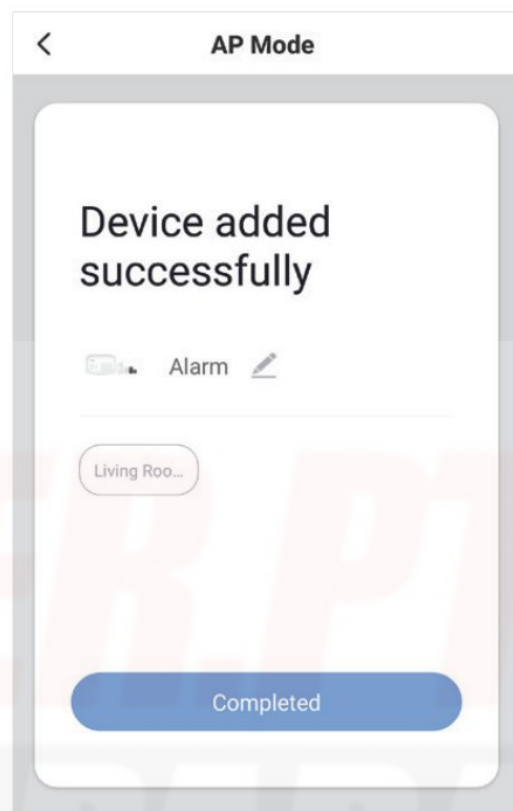 AP Mode
Device added
successfully
Alarm
Living Roo...
Completed